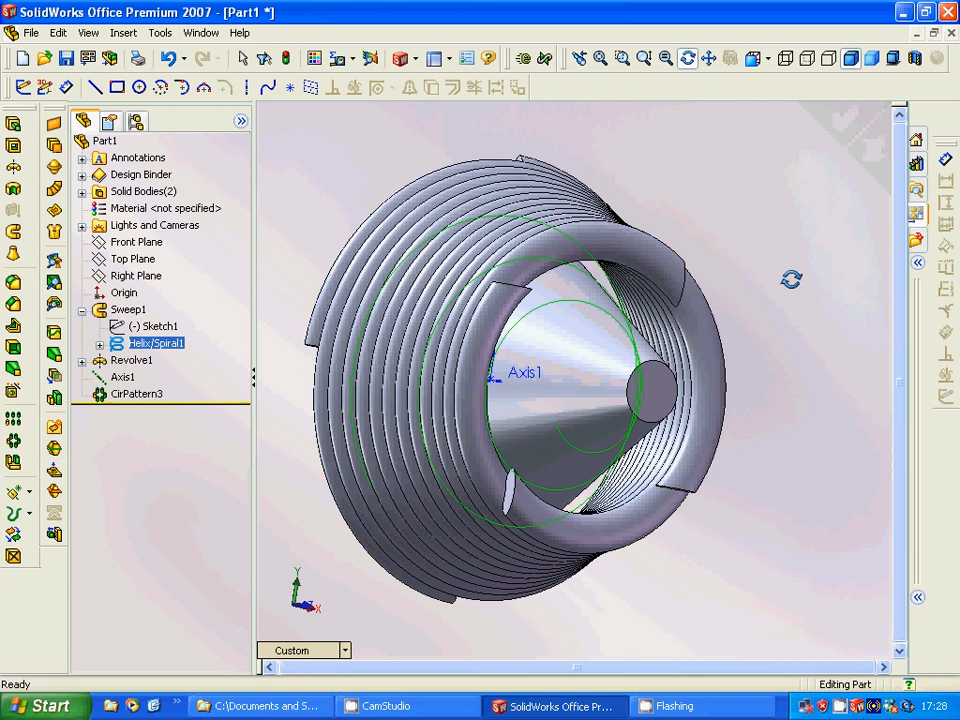 SolidWorks Office Premium 2007 - [Part1 *]
File Edit View Insert Tools Window Help
Part1
Annotations
Design Binder
Solid Bodies(2)
Material <not specified>
Lights and Cameras
Front Plane
Top Plane
Right Plane
Origin
Sweep1
(-) Sketch1
Helix/Spiral1
Revolve1
Axis1
CirPattern3
Axis1
Y
X
Custom
Ready
Editing Part
Start
C:\Documents and S...
CamStudio
SolidWorks Office Pr...
Flashing
17:28